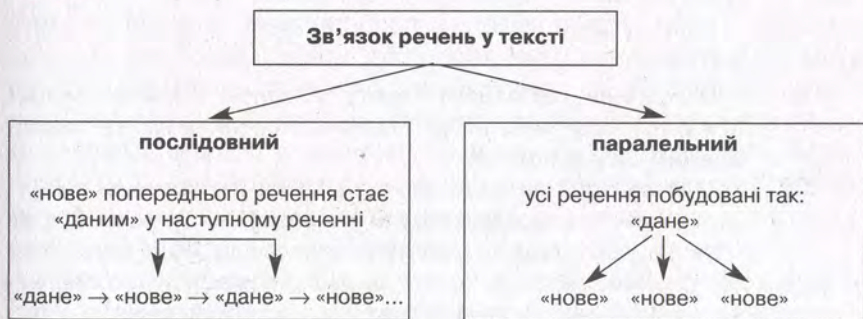 Зв’язок речень у тексті
послідовний
«нове» попереднього речення стає
«даним» у наступному реченні
«дане» → «нове» → «дане» → «нове»...
паралельний
усі речення побудовані так:
«дане»
«нове» «нове» «нове»